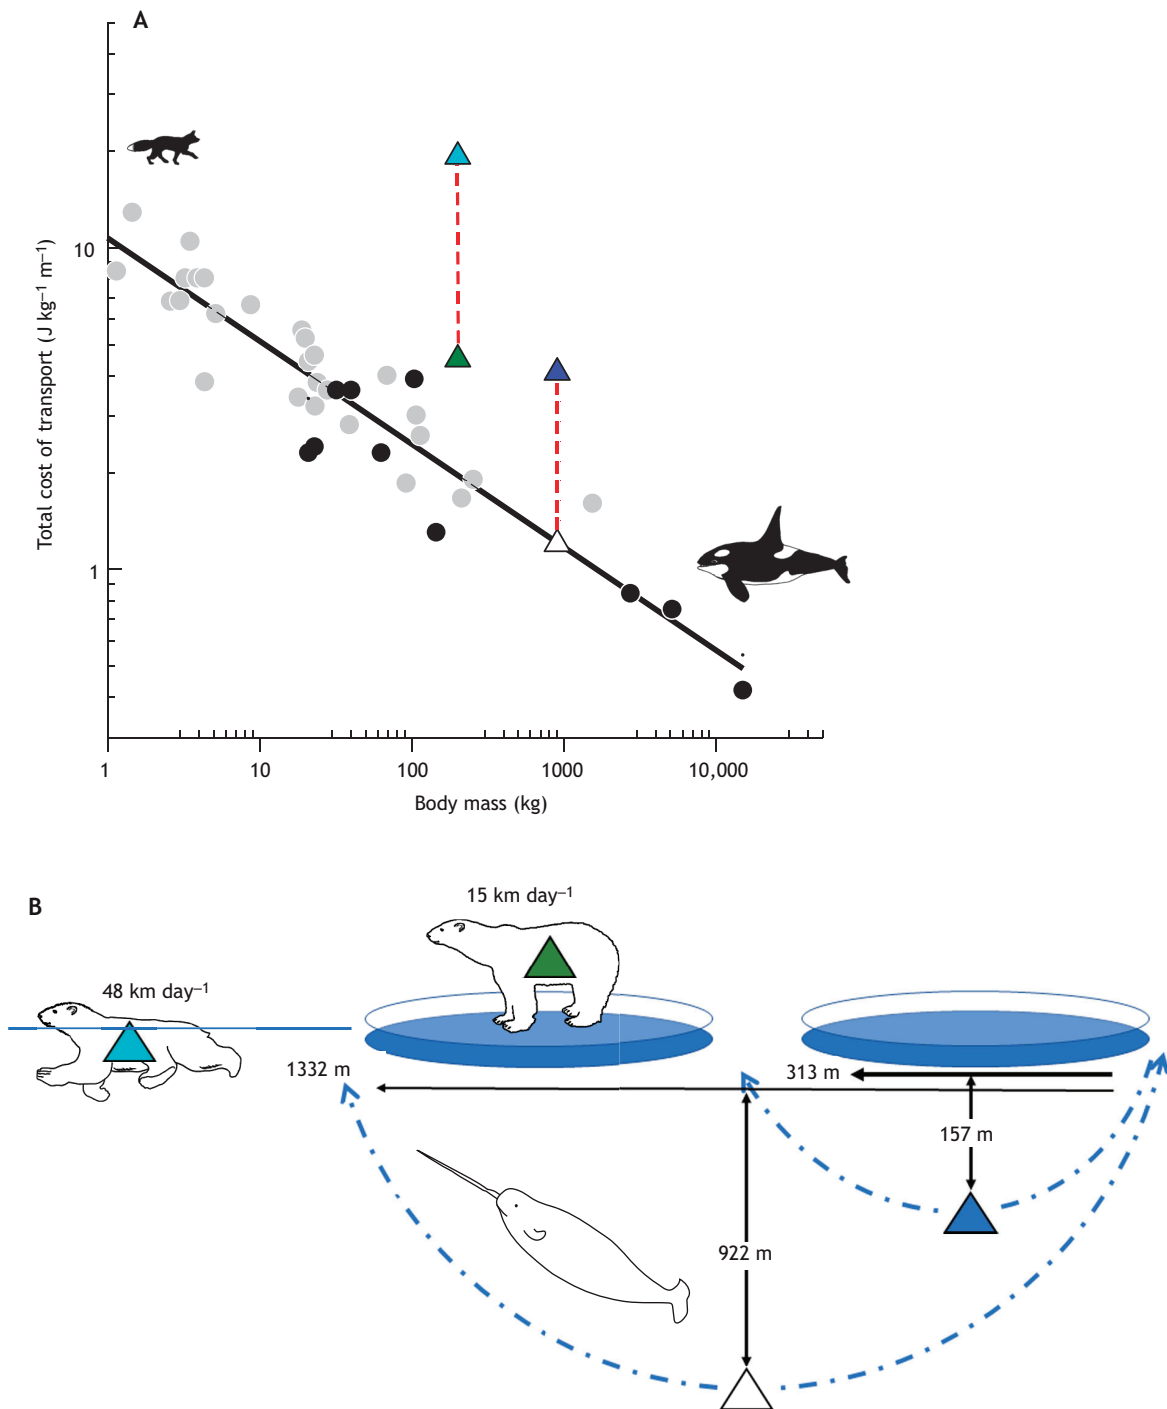 A
Total cost of transport (J kg⁻¹ m⁻¹)
10
1
1
10
100
1000
10,000
Body mass (kg)
B
15 km day⁻¹
48 km day⁻¹
1332 m
313 m
157 m
922 m